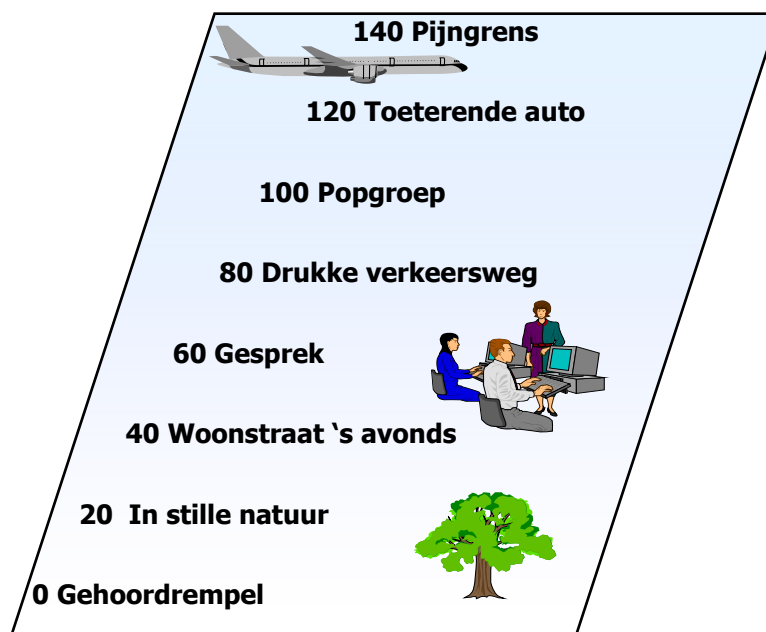 140 Pijngrens
120 Toeterende auto
100 Popgroep
80 Drukke verkeersweg
60 Gesprek
40 Woonstraat ‘s avonds
20 In stille natuur
0 Gehoordrempel